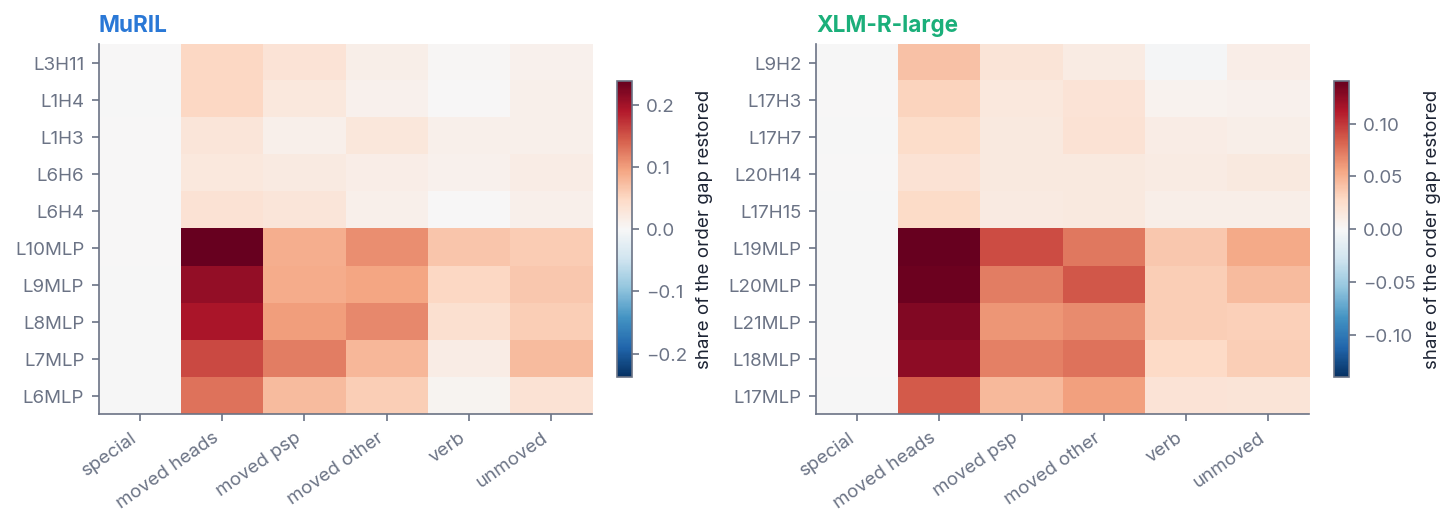 MuRIL
L3H11
L1H4
L1H3
L6H6
L6H4
L10MLP
L9MLP
L8MLP
L7MLP
L6MLP
special
moved heads
moved psp
moved other
verb
unmoved
0.2
0.1
0.0
−0.1
−0.2
share of the order gap restored
XLM-R-large
L9H2
L17H3
L17H7
L20H14
L17H15
L19MLP
L20MLP
L21MLP
L18MLP
L17MLP
special
moved heads
moved psp
moved other
verb
unmoved
0.10
0.05
0.00
−0.05
−0.10
share of the order gap restored